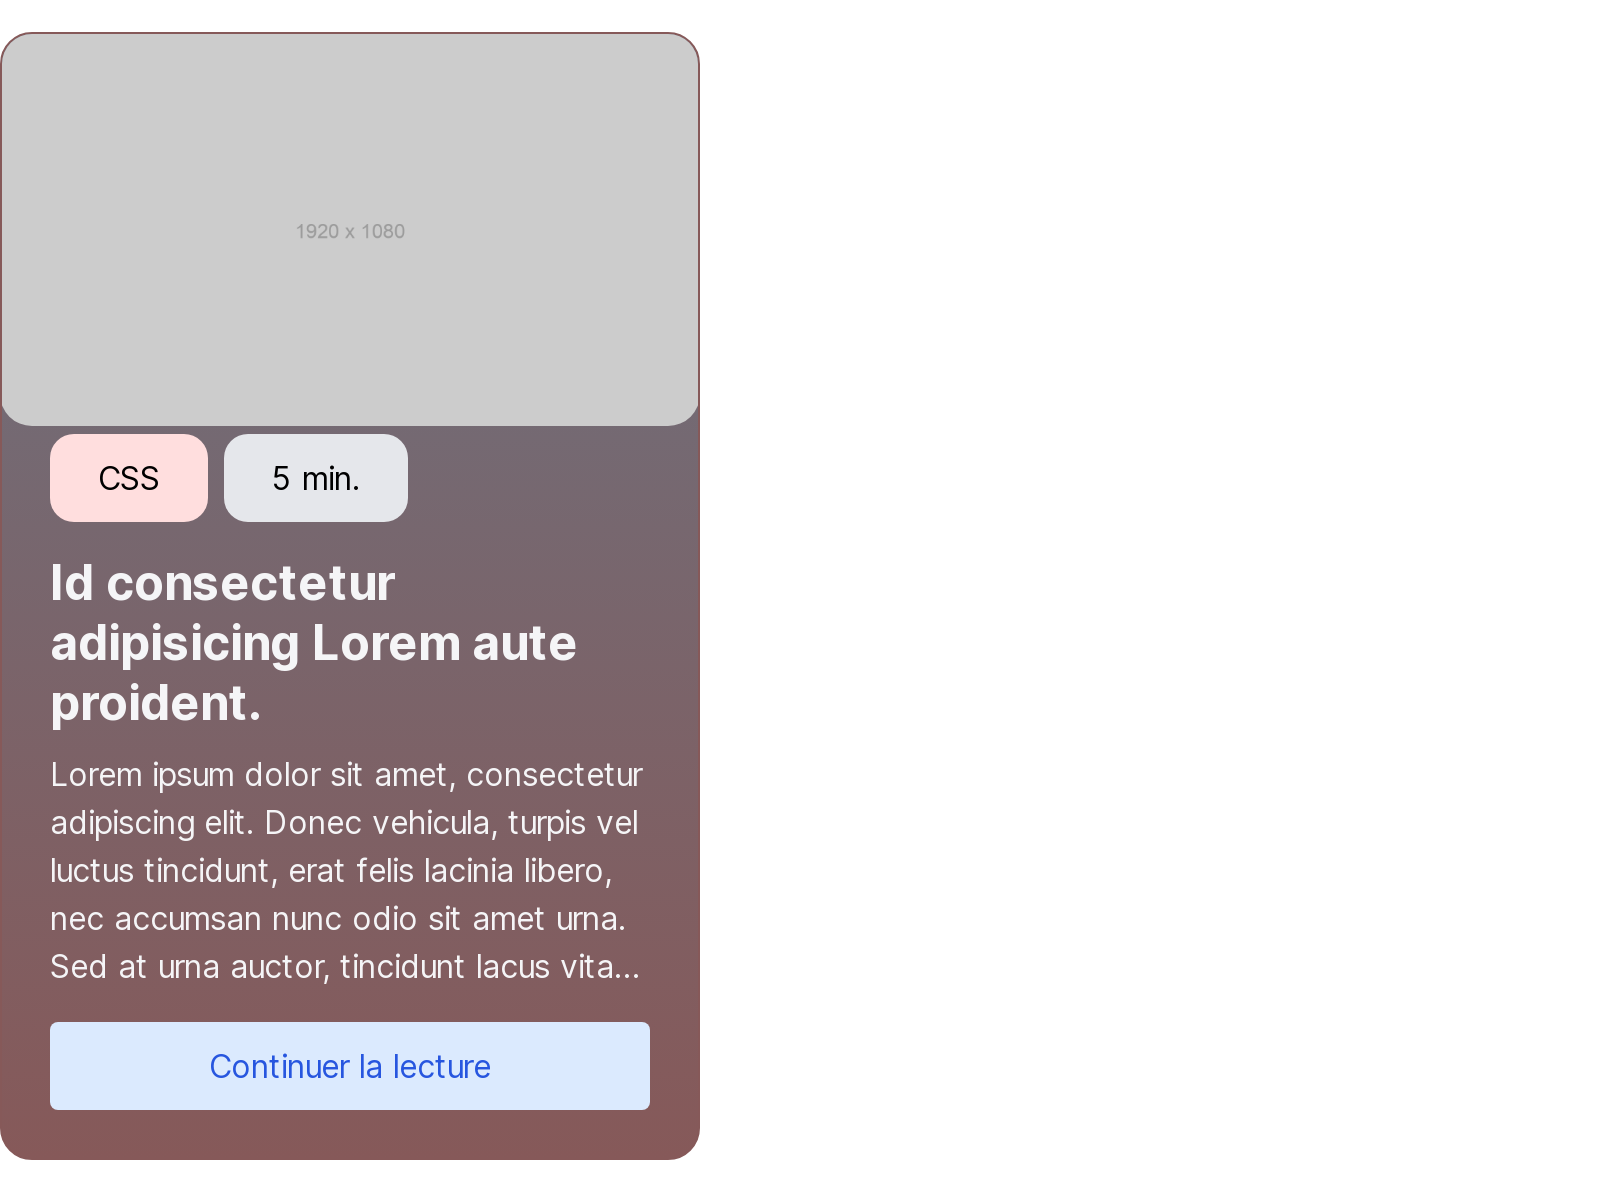 1920 x 1080
CSS
5 min.
Id consectetur
adipisicing Lorem aute
proident.
Lorem ipsum dolor sit amet, consectetur
adipiscing elit. Donec vehicula, turpis vel
luctus tincidunt, erat felis lacinia libero,
nec accumsan nunc odio sit amet urna.
Sed at urna auctor, tincidunt lacus vita…
Continuer la lecture